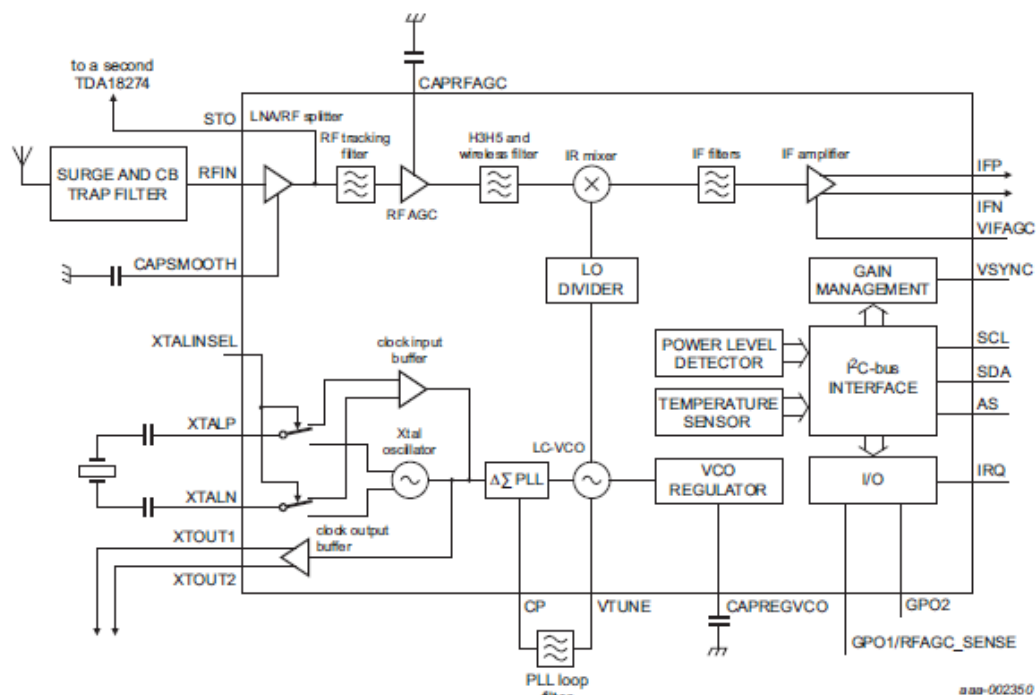 to a second
TDA18274
CAPRFAGC
STO
LNA/RF splitter
RF tracking
filter
H3H5 and
wireless filter
IR mixer
IF filters
IF amplifier
SURGE AND CB
TRAP FILTER
RFIN
RF AGC
IFP
IFN
VIFAGC
CAPSMOOTH
LO
DIVIDER
GAIN
MANAGEMENT
VSYNC
XTALINSEL
clock input
buffer
POWER LEVEL
DETECTOR
I²C-bus
INTERFACE
SCL
SDA
AS
TEMPERATURE
SENSOR
XTALP
Xtal
oscillator
LC-VCO
Δ∑ PLL
VCO
REGULATOR
I/O
IRQ
XTALN
XTOUT1
clock output
buffer
XTOUT2
CP
VTUNE
CAPREGVCO
GPO2
GPO1/RFAGC_SENSE
PLL loop